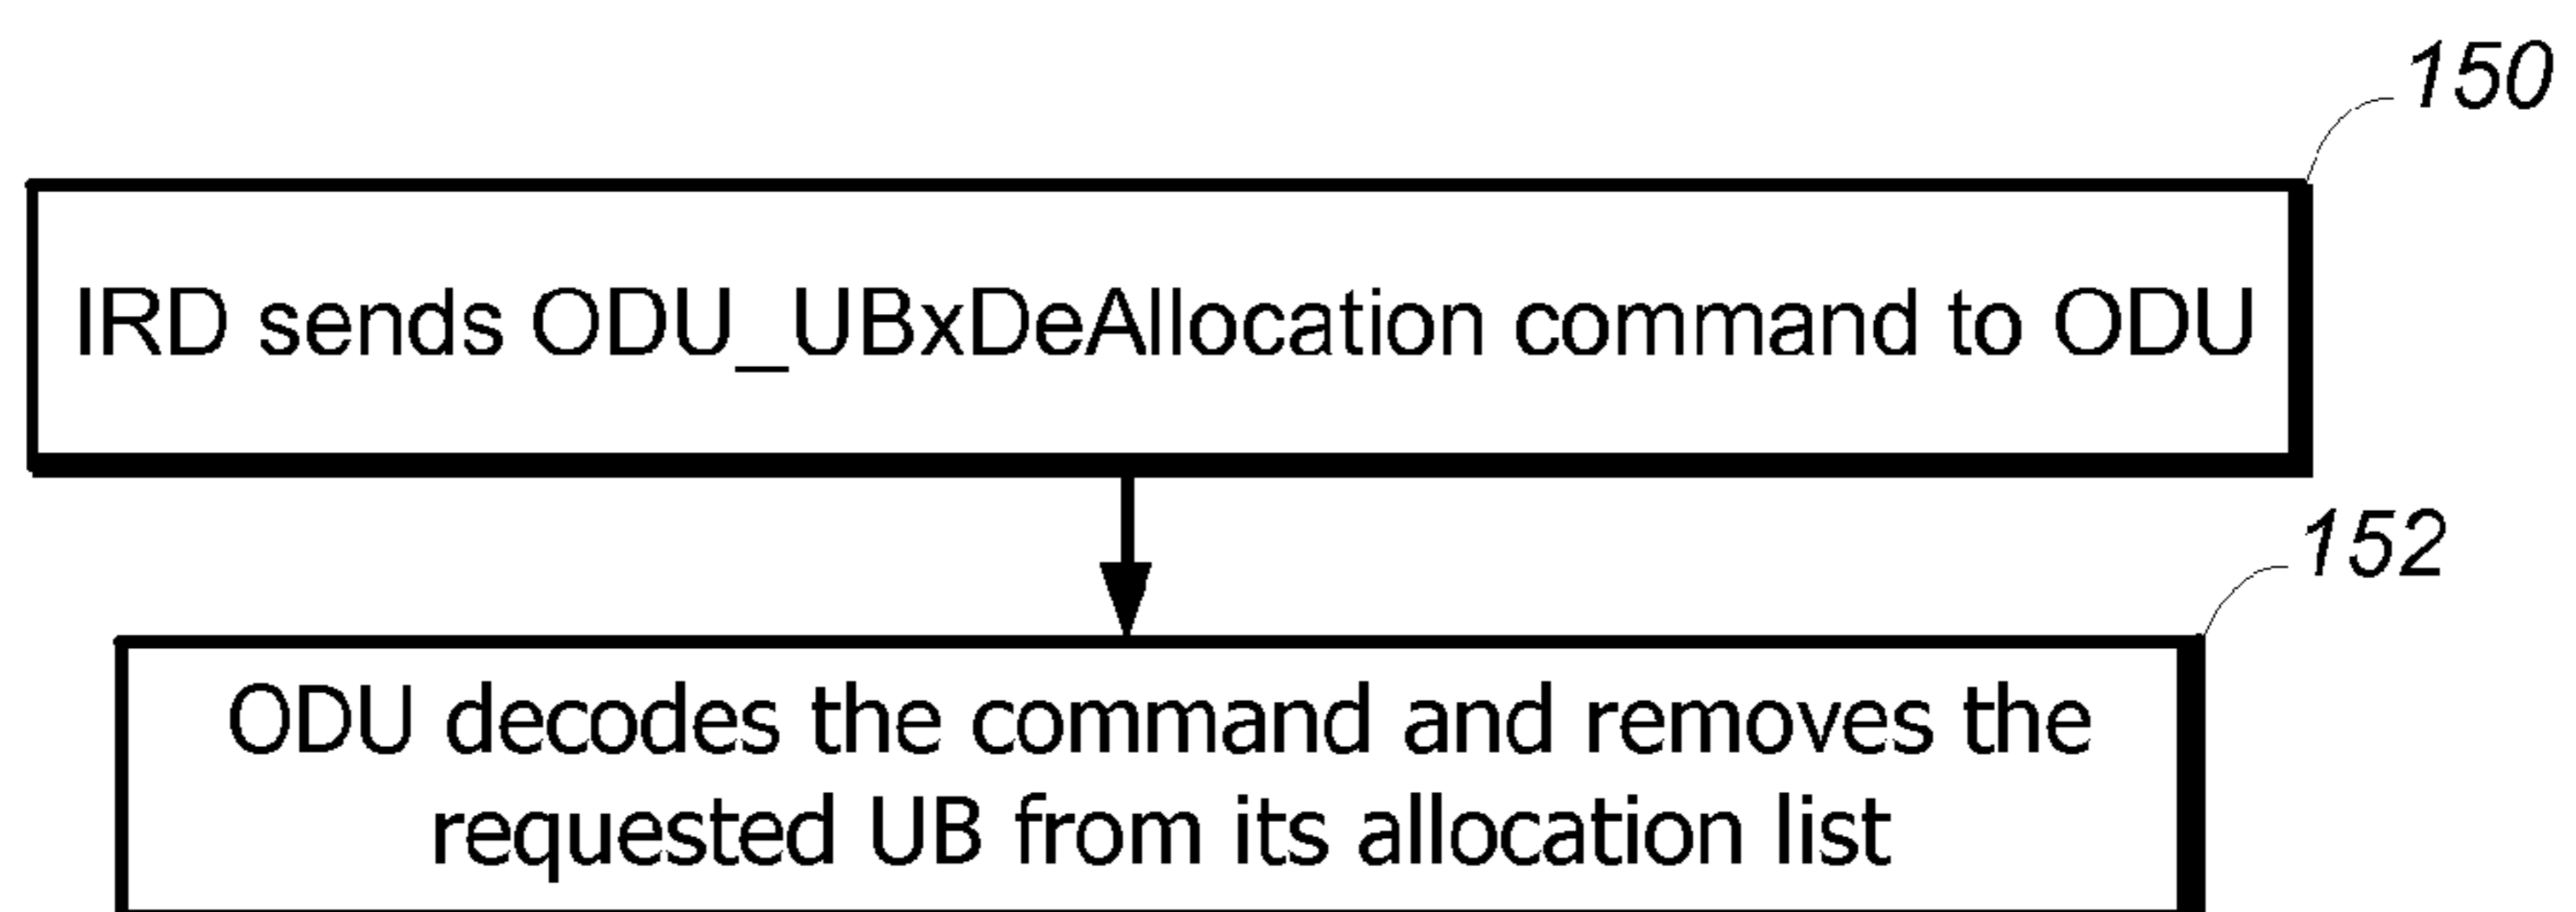 150
IRD sends ODU_UBxDeAllocation command to ODU
152
ODU decodes the command and removes the
requested UB from its allocation list